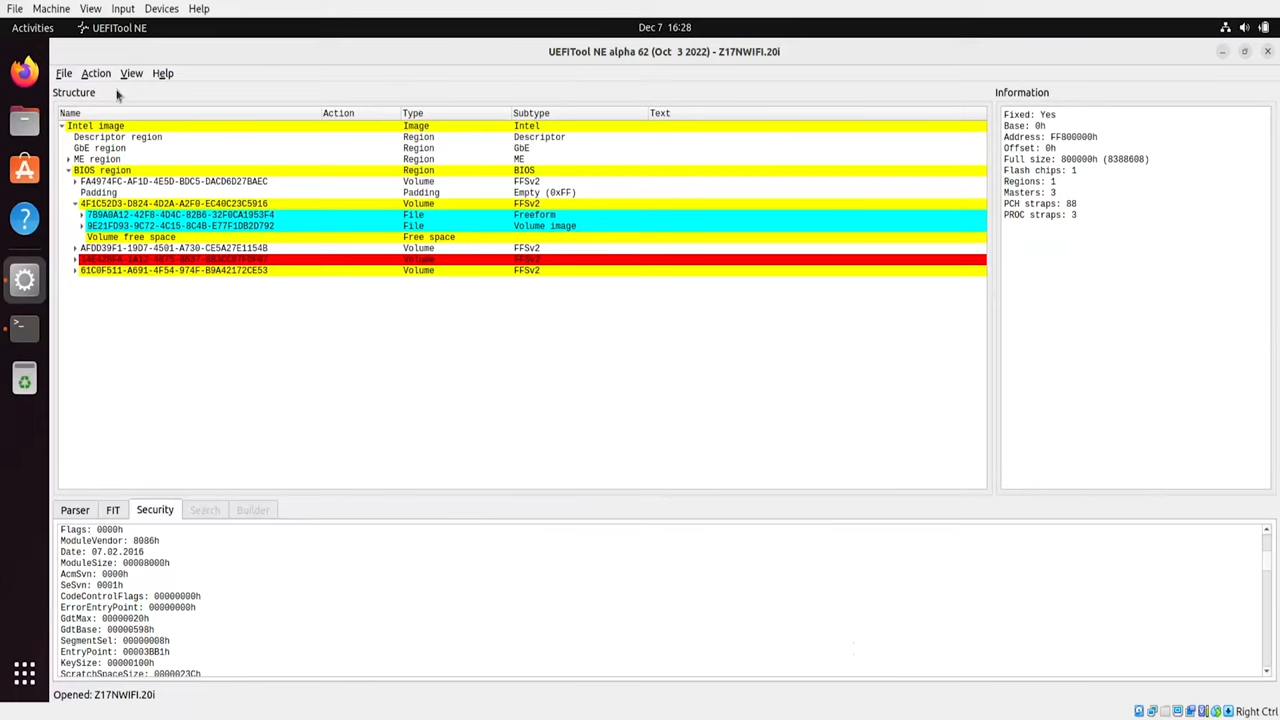 File Machine View Input Devices Help
Activities UEFITool NE Dec 7 16:28
UEFITool NE alpha 62 (Oct 3 2022) - Z17NWIFI.20i
File Action View Help
Structure
Name Action Type Subtype Text
Intel image Image Intel
Descriptor region Region Descriptor
GbE region Region GbE
ME region Region ME
BIOS region Region BIOS
FA4974FC-AF1D-4E5D-BDC5-DACD6D27BAEC Volume FFSv2
Padding Padding Empty (0xFF)
4F1C52D3-D824-4D2A-A2F0-EC40C23C5916 Volume FFSv2
7B9A0A12-42F8-4D4C-82B6-32F0CA1953F4 File Freeform
9E21FD93-9C72-4C15-8C4B-E77F1DB2D792 File Volume image
Volume free space Free space
AFDD39F1-19D7-4501-A730-CE5A27E1154B Volume FFSv2
Volume FFSv2
61C0F511-A691-4F54-974F-B9A42172CE53 Volume FFSv2
Information
Fixed: Yes
Base: 0h
Address: FF800000h
Offset: 0h
Full size: 800000h (8388608)
Flash chips: 1
Regions: 1
Masters: 3
PCH straps: 88
PROC straps: 3
Parser FIT Security Search Builder
Flags: 0000h
ModuleVendor: 8086h
Date: 07.02.2016
ModuleSize: 00008000h
AcmSvn: 0000h
SeSvn: 0001h
CodeControlFlags: 00000000h
ErrorEntryPoint: 00000000h
GdtMax: 00000020h
GdtBase: 00000598h
SegmentSel: 00000008h
EntryPoint: 00003BB1h
KeySize: 00000100h
ScratchSpaceSize: 0000023Ch
Opened: Z17NWIFI.20i
Right Ctrl